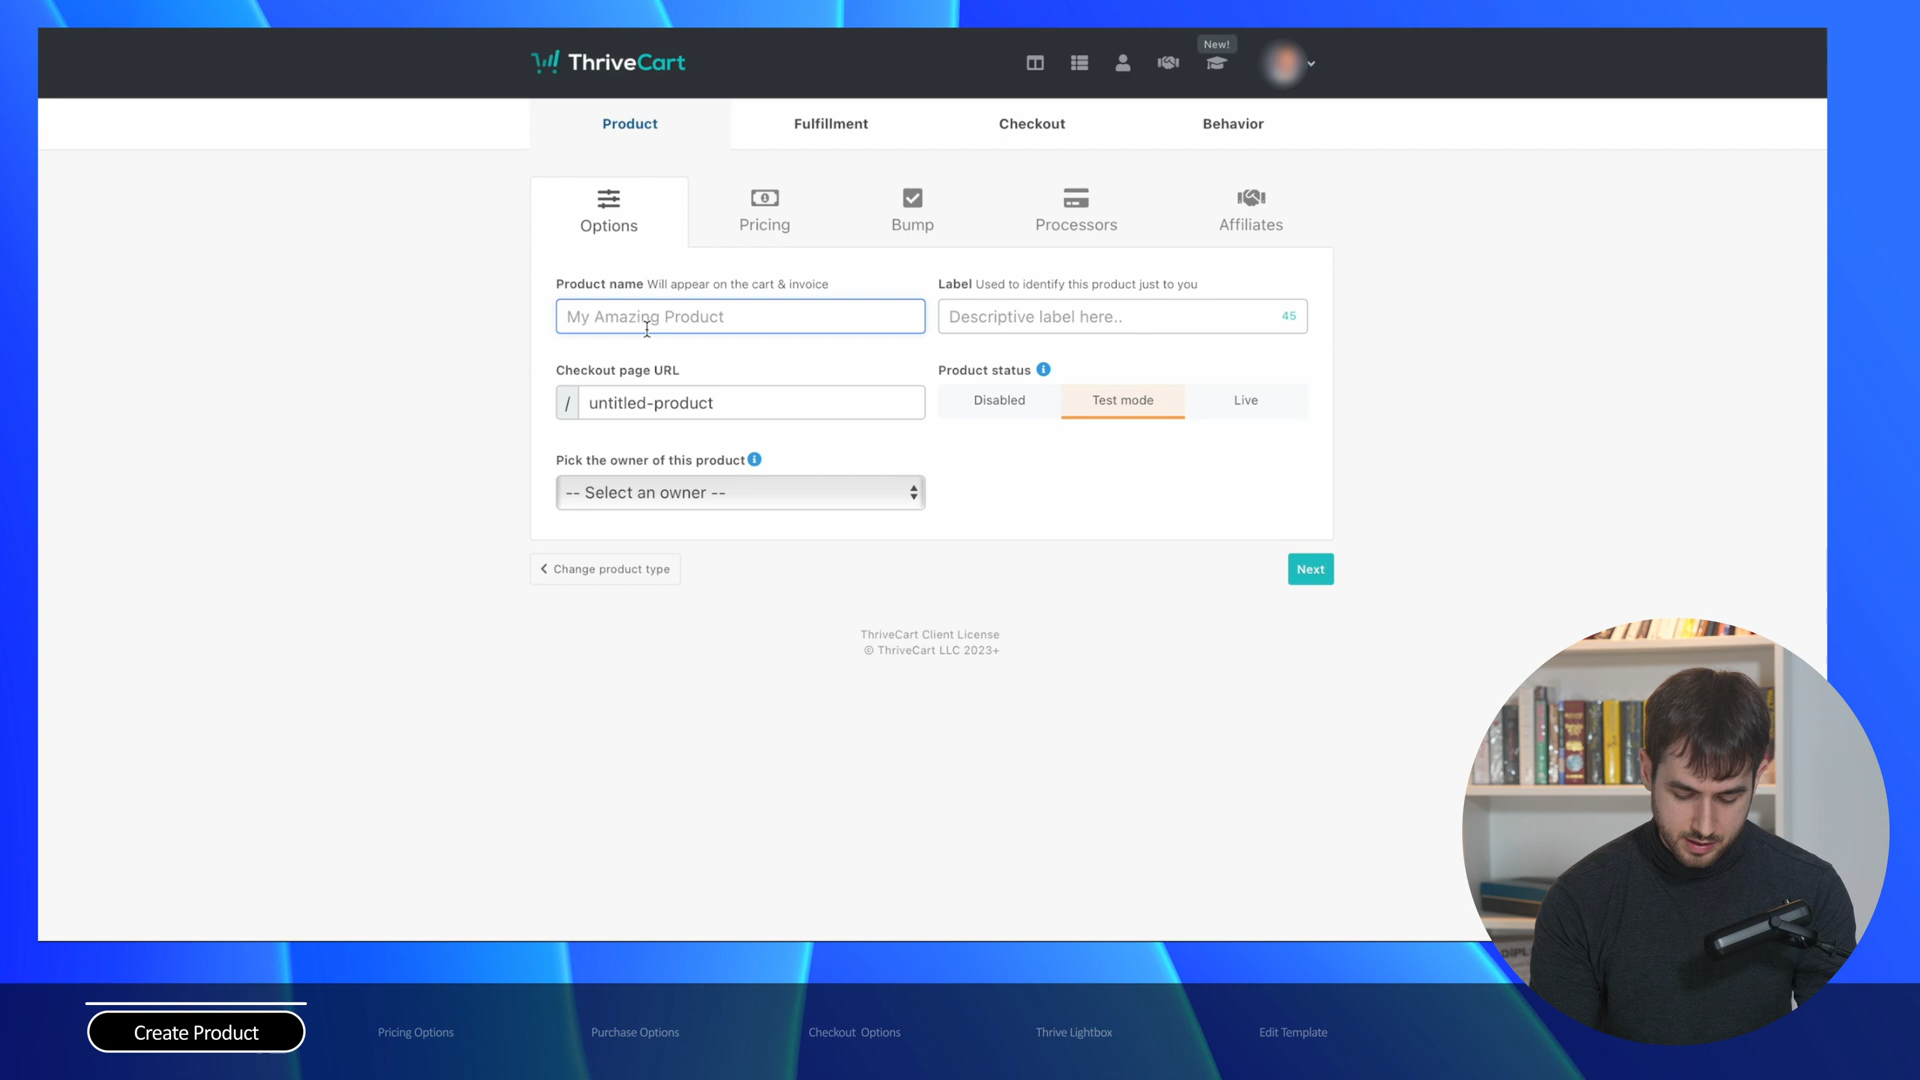 New!
ThriveCart
Product
Fulfillment
Checkout
Behavior
Options
Pricing
Bump
Processors
Affiliates
Product name Will appear on the cart & invoice
My Amazing Product
Label Used to identify this product just to you
Descriptive label here..
45
Checkout page URL
/ untitled-product
Product status
Disabled
Test mode
Live
Pick the owner of this product
-- Select an owner --
Change product type
Next
ThriveCart Client License
© ThriveCart LLC 2023+
Create Product
Pricing Options
Purchase Options
Checkout Options
Thrive Lightbox
Edit Template